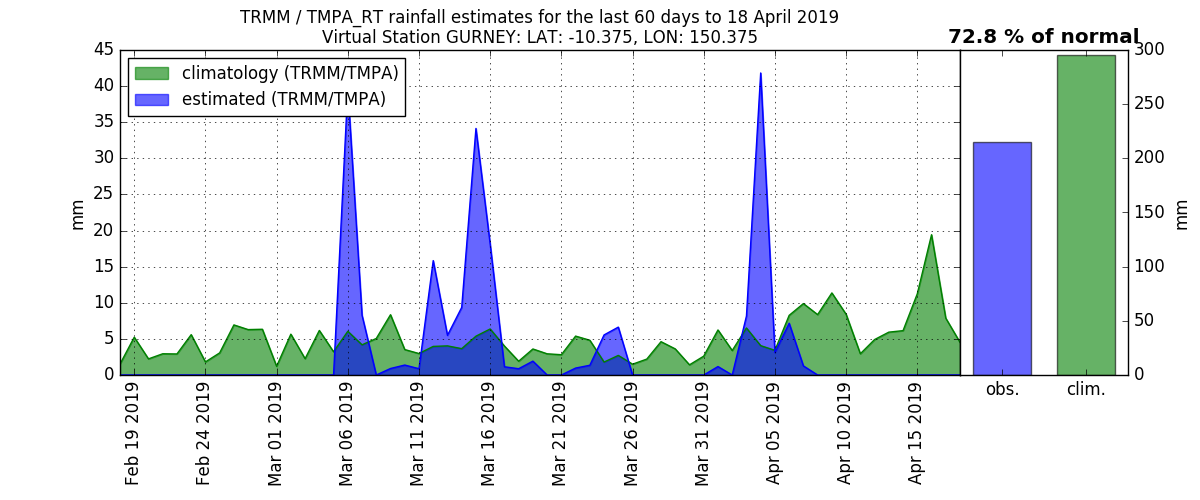 TRMM / TMPA_RT rainfall estimates for the last 60 days to 18 April 2019
Virtual Station GURNEY: LAT: -10.375, LON: 150.375
72.8 % of normal
climatology (TRMM/TMPA)
estimated (TRMM/TMPA)
45
40
35
30
25
20
15
10
5
0
mm
Feb 19 2019
Feb 24 2019
Mar 01 2019
Mar 06 2019
Mar 11 2019
Mar 16 2019
Mar 21 2019
Mar 26 2019
Mar 31 2019
Apr 05 2019
Apr 10 2019
Apr 15 2019
300
250
200
150
100
50
0
mm
obs.
clim.